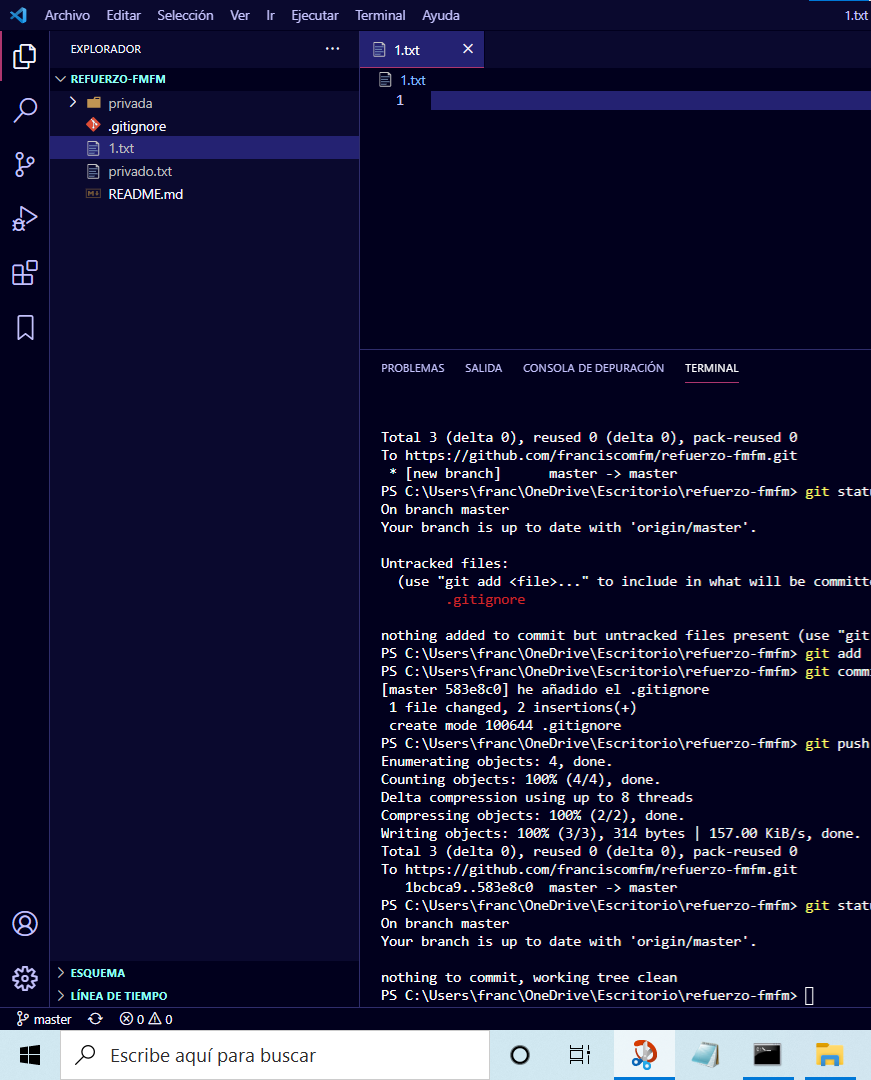 Archivo Editar Selección Ver Ir Ejecutar Terminal Ayuda 1.txt
EXPLORADOR ...
REFUERZO-FMFM
privada
.gitignore
1.txt
privado.txt
README.md
ESQUEMA
LÍNEA DE TIEMPO
1.txt
1.txt
1
PROBLEMAS SALIDA CONSOLA DE DEPURACIÓN TERMINAL
Total 3 (delta 0), reused 0 (delta 0), pack-reused 0
To https://github.com/franciscomfm/refuerzo-fmfm.git
* [new branch] master -> master
PS C:\Users\franc\OneDrive\Escritorio\refuerzo-fmfm> git stat
On branch master
Your branch is up to date with 'origin/master'.
Untracked files:
(use "git add <file>..." to include in what will be committe
.gitignore
nothing added to commit but untracked files present (use "git
PS C:\Users\franc\OneDrive\Escritorio\refuerzo-fmfm> git add
PS C:\Users\franc\OneDrive\Escritorio\refuerzo-fmfm> git comm
[master 583e8c0] he añadido el .gitignore
1 file changed, 2 insertions(+)
create mode 100644 .gitignore
PS C:\Users\franc\OneDrive\Escritorio\refuerzo-fmfm> git push
Enumerating objects: 4, done.
Counting objects: 100% (4/4), done.
Delta compression using up to 8 threads
Compressing objects: 100% (2/2), done.
Writing objects: 100% (3/3), 314 bytes | 157.00 KiB/s, done.
Total 3 (delta 0), reused 0 (delta 0), pack-reused 0
To https://github.com/franciscomfm/refuerzo-fmfm.git
1bcbca9..583e8c0 master -> master
PS C:\Users\franc\OneDrive\Escritorio\refuerzo-fmfm> git stat
On branch master
Your branch is up to date with 'origin/master'.
nothing to commit, working tree clean
PS C:\Users\franc\OneDrive\Escritorio\refuerzo-fmfm>
master 0 0
Escribe aquí para buscar